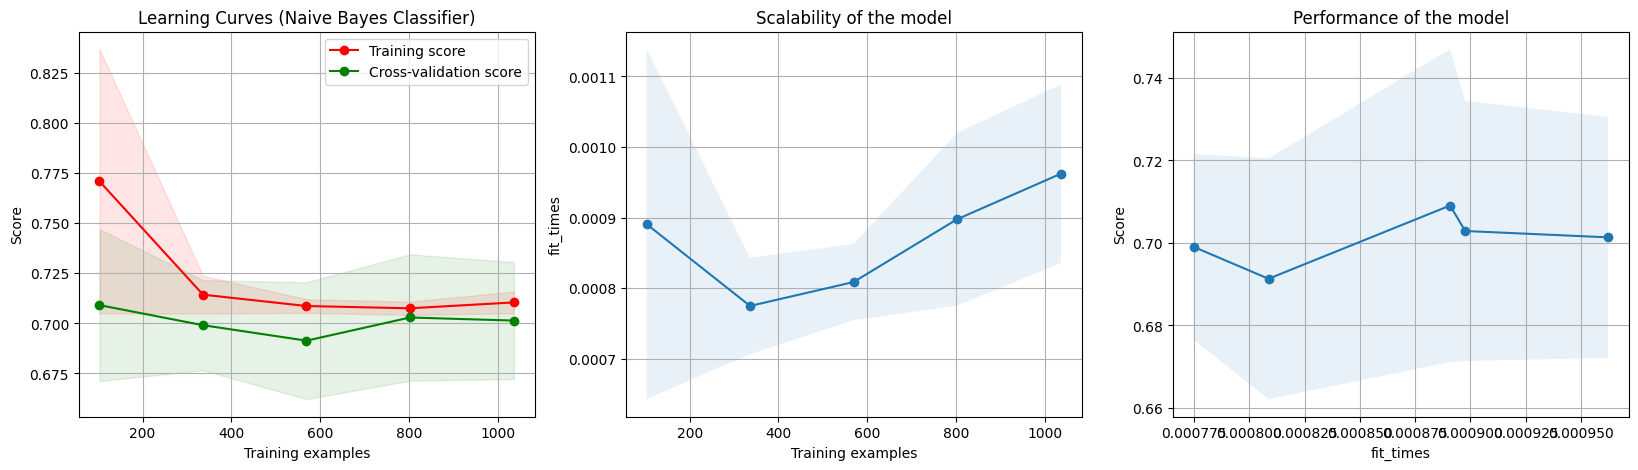 Learning Curves (Naive Bayes Classifier)
Training score
Cross-validation score
Score
0.825
0.800
0.775
0.750
0.725
0.700
0.675
200 400 600 800 1000
Training examples
Scalability of the model
fit_times
0.0011
0.0010
0.0009
0.0008
0.0007
200 400 600 800 1000
Training examples
Performance of the model
Score
0.74
0.72
0.70
0.68
0.66
0.000775 0.000800 0.000825 0.000850 0.000875 0.000900 0.000925 0.000950
fit_times